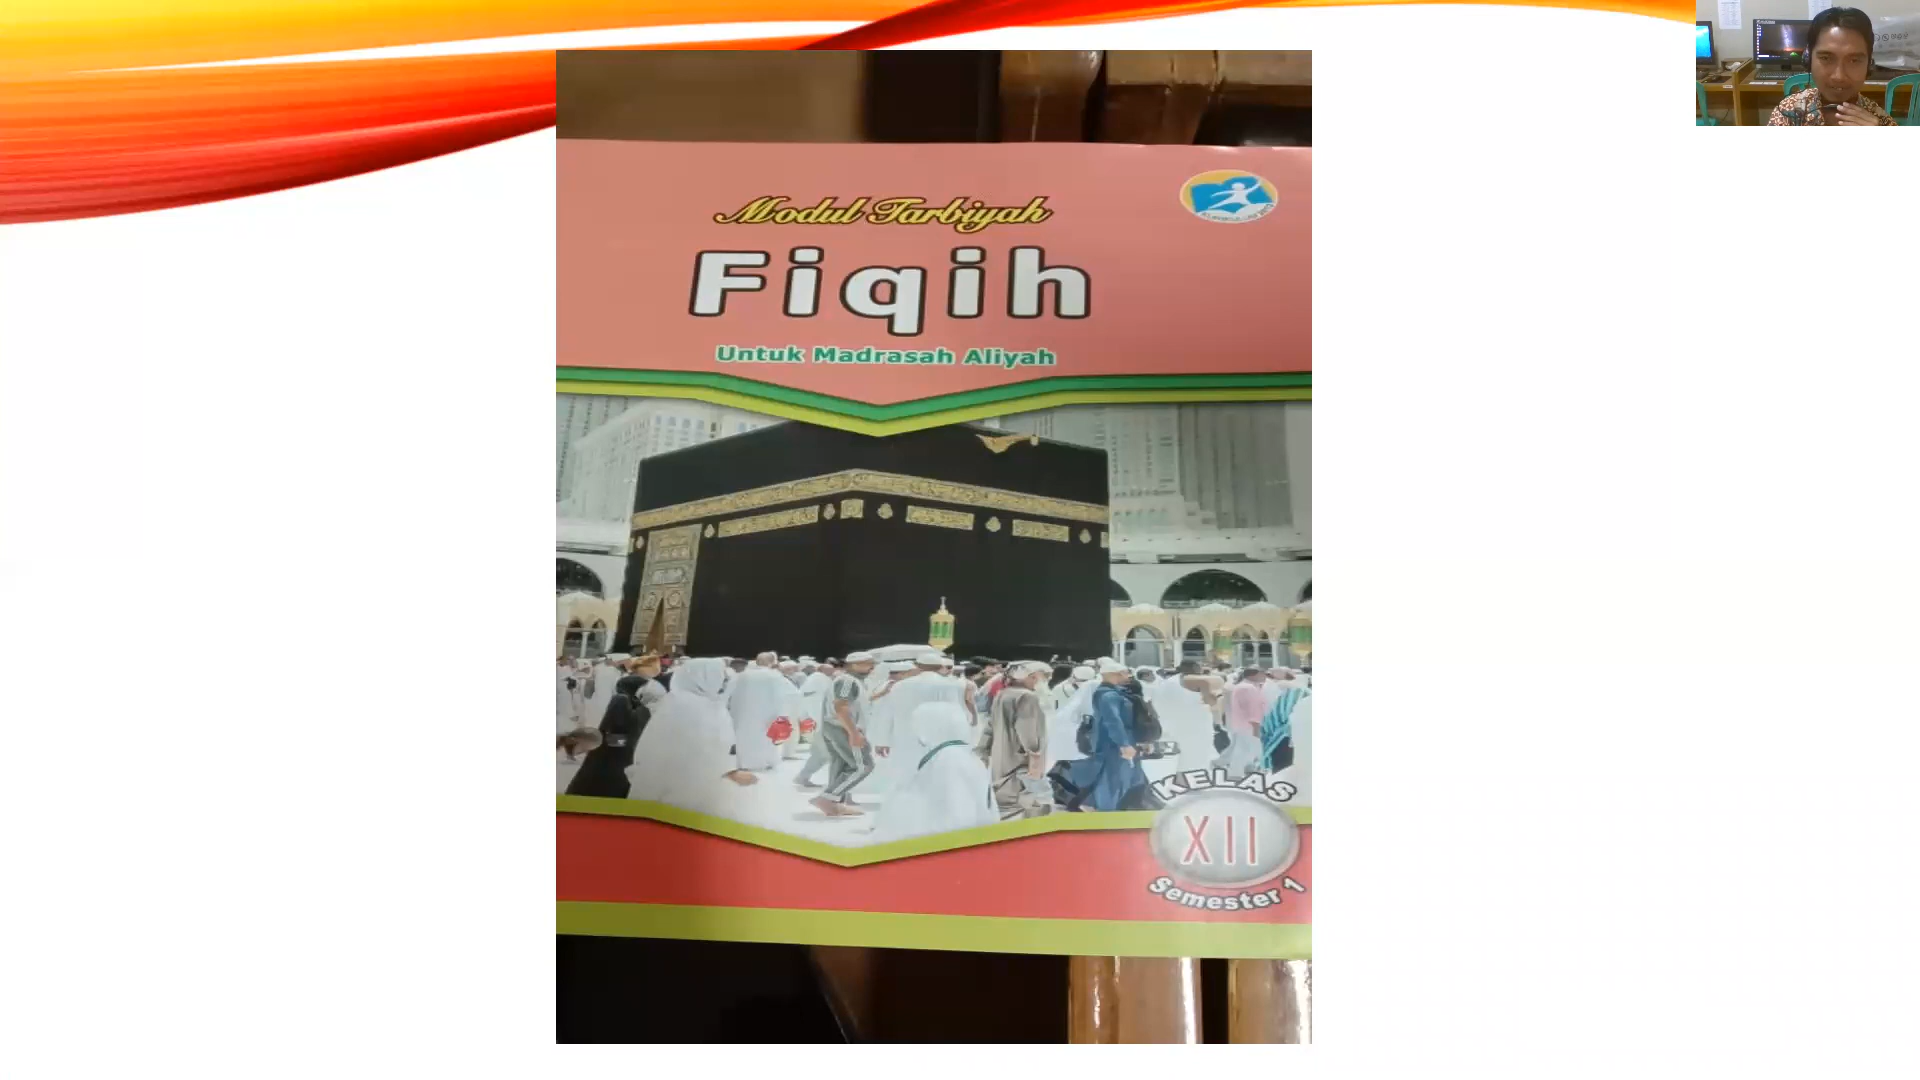 Modul Tarbiyah
Fiqih
Untuk Madrasah Aliyah
KELAS
XII
Semester 1